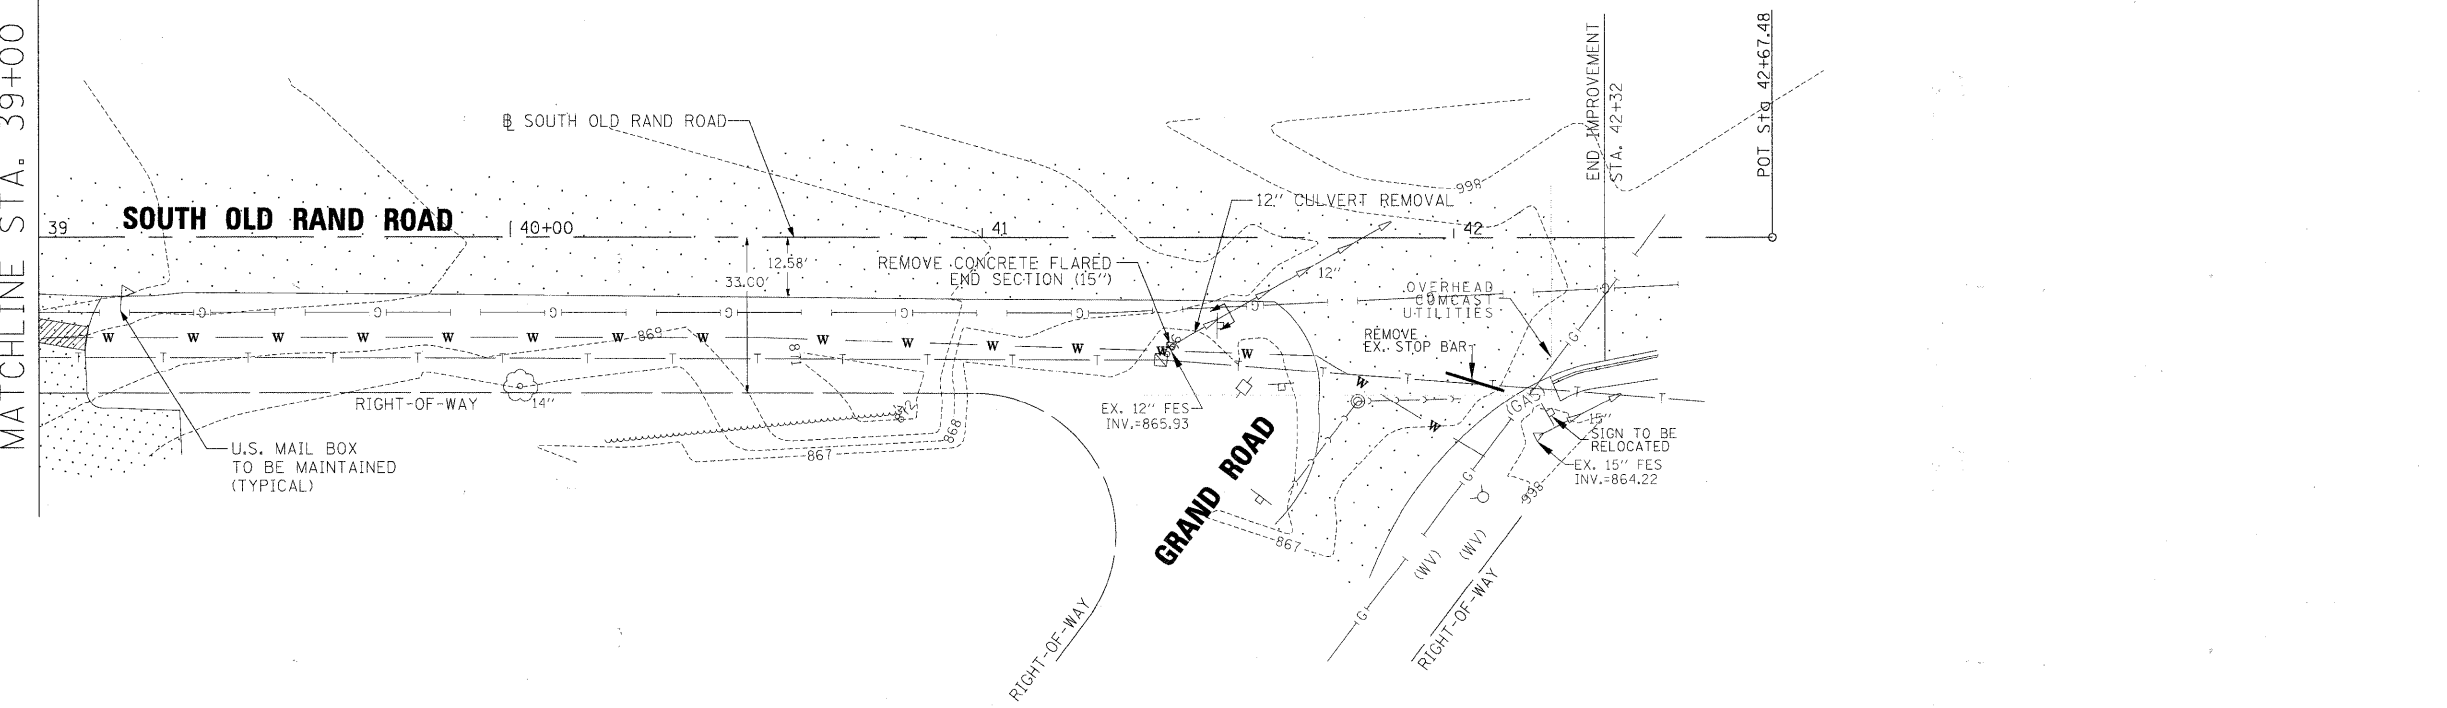 MATCHLINE STA. 39+00
END IMPROVEMENT
STA. 42+32
POT Sta 42+67.48
℄ SOUTH OLD RAND ROAD
998
12" CULVERT REMOVAL
39
SOUTH OLD RAND ROAD
40+00
41
42
12.58'
33.00'
REMOVE CONCRETE FLARED
END SECTION (15")
12"
OVERHEAD
COMCAST
UTILITIES
G G G G G G G G
W W W W W W W W W W W W W W W W
869
871
REMOVE
EX. STOP BAR
T T T T T T T T T T T T T T T T T T
RIGHT-OF-WAY
14"
872
868
867
EX. 12" FES
INV.=865.93
(GAS)
15"
SIGN TO BE
RELOCATED
EX. 15" FES
INV.=864.22
U.S. MAIL BOX
TO BE MAINTAINED
(TYPICAL)
GRAND ROAD
998
867
G G G
(WV) (WV)
RIGHT-OF-WAY
RIGHT-OF-WAY